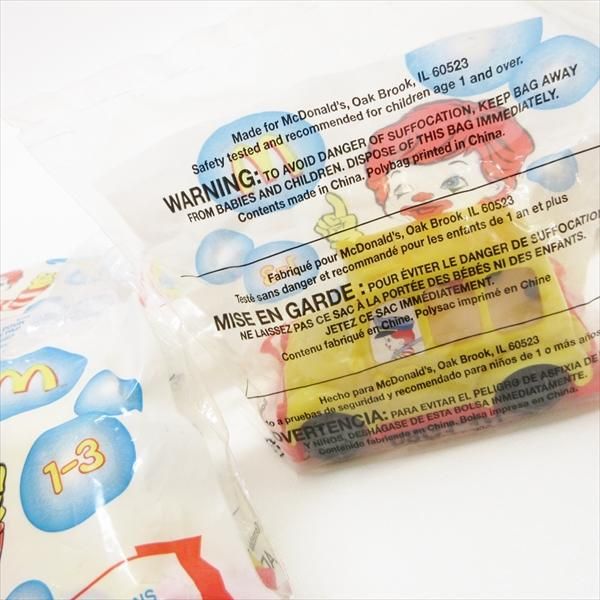 Made for McDonald's, Oak Brook, IL 60523
Safety tested and recommended for children age 1 and over.
WARNING: TO AVOID DANGER OF SUFFOCATION, KEEP BAG AWAY
FROM BABIES AND CHILDREN. DISPOSE OF THIS BAG IMMEDIATELY.
Contents made in China. Polybag printed in China.
Fabriqué pour McDonald's, Oak Brook, IL 60523
Testé sans danger et recommandé pour les enfants de 1 an et plus
MISE EN GARDE : POUR ÉVITER LE DANGER DE SUFFOCATION
NE LAISSEZ PAS CE SAC À LA PORTÉE DES BÉBÉS NI DES ENFANTS.
JETEZ CE SAC IMMÉDIATEMENT.
Contenu fabriqué en Chine. Polysac imprimé en Chine
Hecho para McDonald's, Oak Brook, IL 60523
o a pruebas de seguridad y recomendado para niños de 1 o más años
VERTENCIA: PARA EVITAR EL PELIGRO DE ASFIXIA DE
Y NIÑOS, DESHÁGASE DE ESTA BOLSA INMEDIATAMENTE.
Contenido fabricado en China. Bolsa impresa en China.
1-3